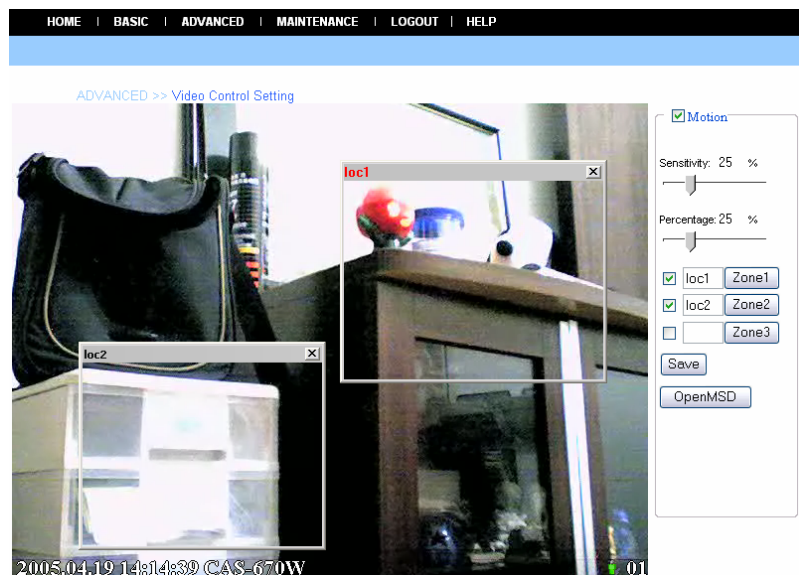 HOME | BASIC | ADVANCED | MAINTENANCE | LOGOUT | HELP
ADVANCED >> Video Control Setting
Motion
loc1
Sensitivity: 25 %
Percentage: 25 %
loc1 Zone1
loc2 Zone2
Zone3
Save
OpenMSD
loc2
2005.04.19 14:14:39 CAS-670W
01